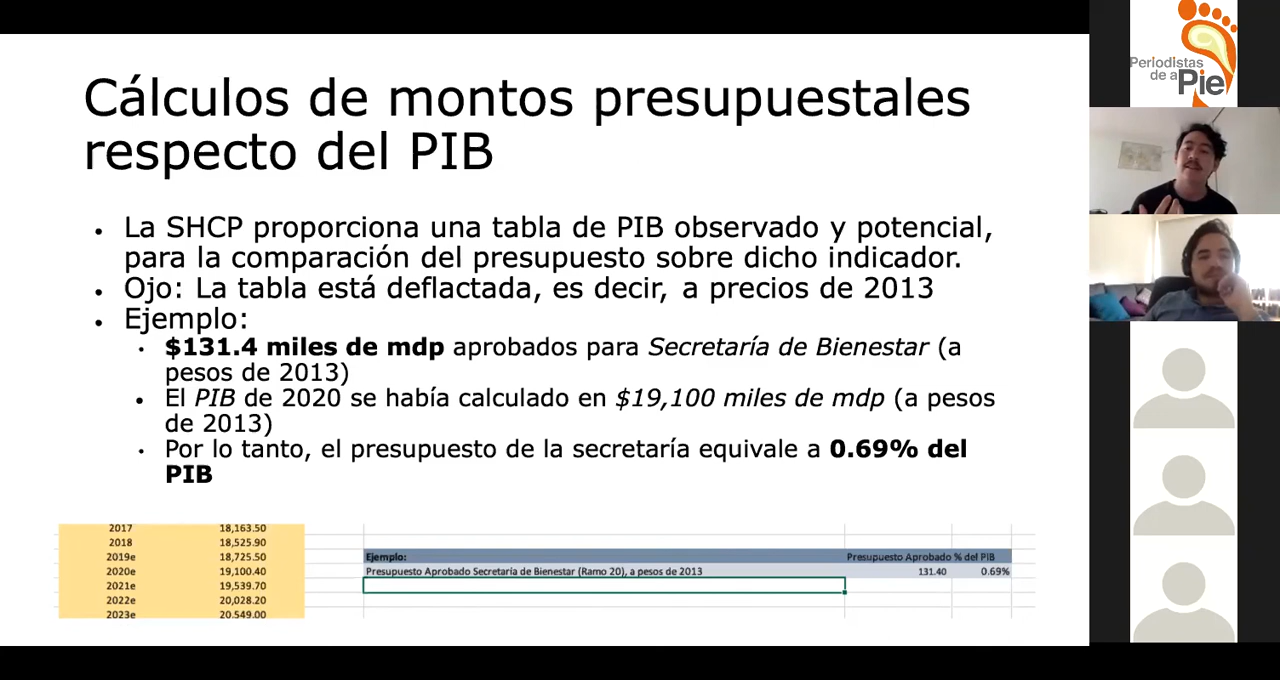 Cálculos de montos presupuestales
respecto del PIB
• La SHCP proporciona una tabla de PIB observado y potencial,
para la comparación del presupuesto sobre dicho indicador.
• Ojo: La tabla está deflactada, es decir, a precios de 2013
• Ejemplo:
• $131.4 miles de mdp aprobados para Secretaría de Bienestar (a
pesos de 2013)
• El PIB de 2020 se había calculado en $19,100 miles de mdp (a pesos
de 2013)
• Por lo tanto, el presupuesto de la secretaría equivale a 0.69% del
PIB
2017 18,163.50
2018 18,525.90
2019e 18,725.50
2020e 19,100.40
2021e 19,539.70
2022e 20,028.20
2023e 20.549.00
Ejemplo: Presupuesto Aprobado % del PIB
Presupuesto Aprobado Secretaría de Bienestar (Ramo 20), a pesos de 2013 131.40 0.69%
Periodistas
de a Pie